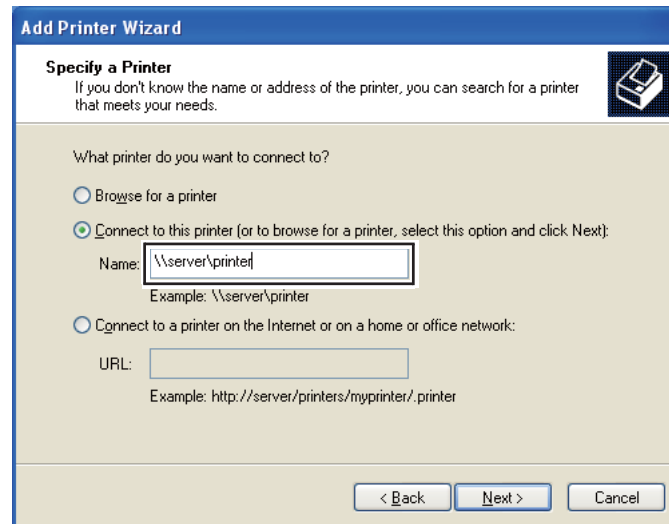 Add Printer Wizard
Specify a Printer
If you don't know the name or address of the printer, you can search for a printer
that meets your needs.
What printer do you want to connect to?
Browse for a printer
Connect to this printer (or to browse for a printer, select this option and click Next):
Name: \\server\printer
Example: \\server\printer
Connect to a printer on the Internet or on a home or office network:
URL:
Example: http://server/printers/myprinter/.printer
< Back Next > Cancel